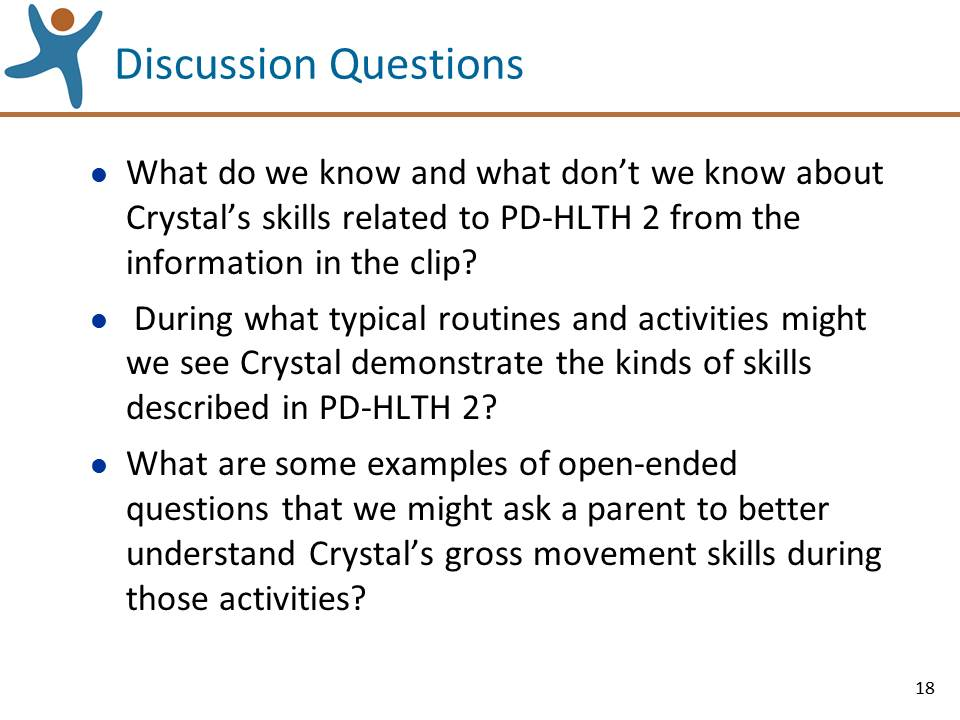 Discussion Questions
● What do we know and what don’t we know about
Crystal’s skills related to PD-HLTH 2 from the
information in the clip?
● During what typical routines and activities might
we see Crystal demonstrate the kinds of skills
described in PD-HLTH 2?
● What are some examples of open-ended
questions that we might ask a parent to better
understand Crystal’s gross movement skills during
those activities?
18